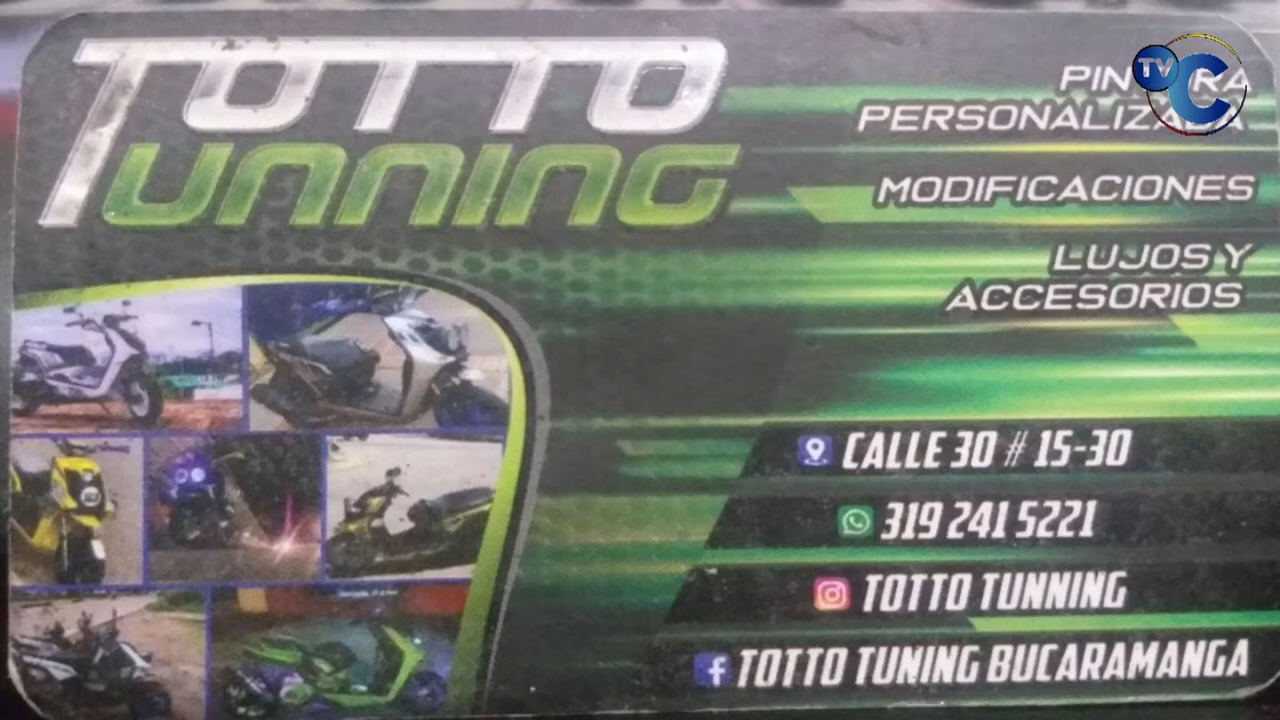 TOTTO
TUNNING
TV C
PERSONALIZADA
MODIFICACIONES
LUJOS Y
ACCESORIOS
CALLE 30 # 15-30
319 241 5221
TOTTO TUNNING
TOTTO TUNING BUCARAMANGA